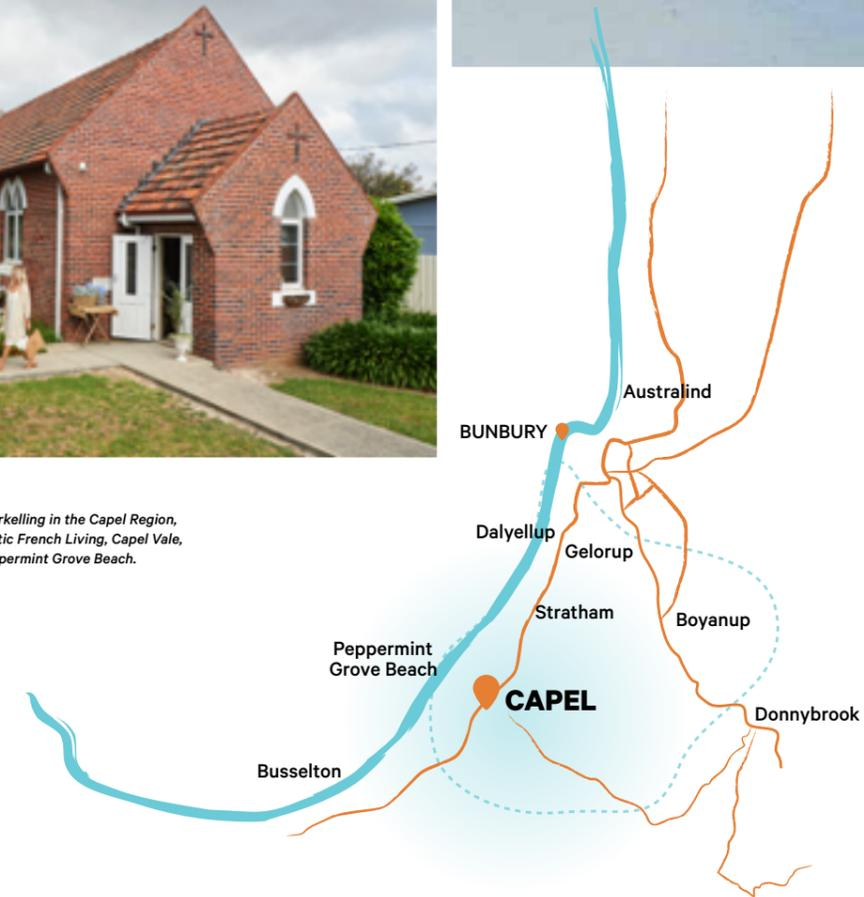 Australind
BUNBURY
rkelling in the Capel Region,
tic French Living, Capel Vale,
permint Grove Beach.
Dalyellup
Gelorup
Stratham
Boyanup
Peppermint
Grove Beach
CAPEL
Donnybrook
Busselton